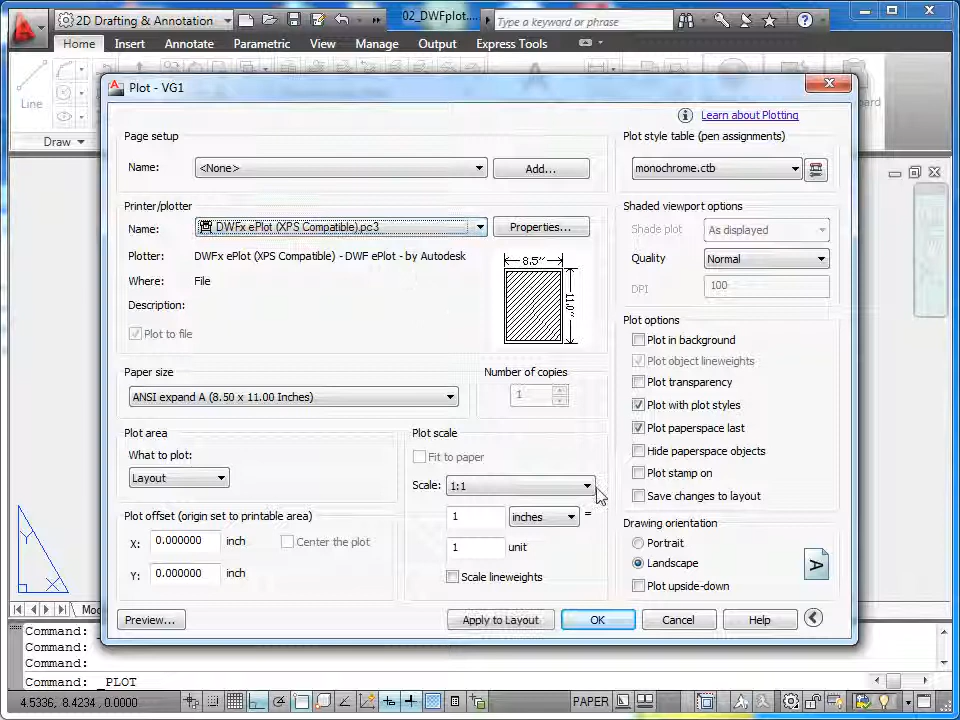 2D Drafting & Annotation
02_DWFplot....
Type a keyword or phrase
Home Insert Annotate Parametric View Manage Output Express Tools
Line
Draw
Plot - VG1
Learn about Plotting
Page setup
Name: <None> Add...
Plot style table (pen assignments)
monochrome.ctb
Printer/plotter
Name: DWFx ePlot (XPS Compatible).pc3 Properties...
Plotter: DWFx ePlot (XPS Compatible) - DWF ePlot - by Autodesk
Where: File
Description:
Plot to file
8.5''
11.0''
Shaded viewport options
Shade plot As displayed
Quality Normal
DPI 100
Paper size
ANSI expand A (8.50 x 11.00 Inches)
Number of copies
1
Plot options
Plot in background
Plot object lineweights
Plot transparency
Plot with plot styles
Plot paperspace last
Hide paperspace objects
Plot stamp on
Save changes to layout
Plot area
What to plot:
Layout
Plot scale
Fit to paper
Scale: 1:1
1 inches =
1 unit
Scale lineweights
Plot offset (origin set to printable area)
X: 0.000000 inch Center the plot
Y: 0.000000 inch
Drawing orientation
Portrait
Landscape
Plot upside-down
A
Preview... Apply to Layout OK Cancel Help
Y
X
Command:
Command:
Command:
Command: _PLOT
4.5336, 8.4234, 0.0000 PAPER